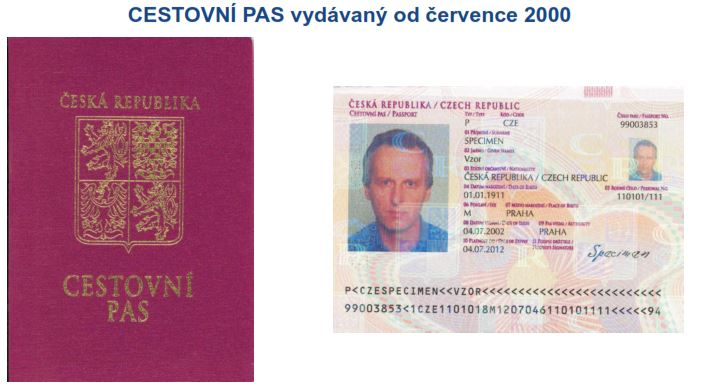 CESTOVNÍ PAS vydávaný od července 2000
ČESKÁ REPUBLIKA
CESTOVNÍ
PAS
ČESKÁ REPUBLIKA / CZECH REPUBLIC
CESTOVNÍ PAS / PASSPORT
TYP / TYPE KÓD / CODE ČÍSLO PASU / PASSPORT NO.
P CZE 99003853
01 PŘÍJMENÍ / SURNAME
SPECIMEN
02 JMÉNO / GIVEN NAMES
Vzor
03 STÁTNÍ OBČANSTVÍ / NATIONALITY
ČESKÁ REPUBLIKA / CZECH REPUBLIC
04 DATUM NAROZENÍ / DATE OF BIRTH 05 RODNÉ ČÍSLO / PERSONAL NO
01.01.1911 110101/111
06 POHLAVÍ / SEX 07 MÍSTO NAROZENÍ / PLACE OF BIRTH
M PRAHA
08 DATUM VYDÁNÍ / DATE OF ISSUE 09 PAS VYDAL / AUTHORITY
04.07.2002 PRAHA
10 PLATNOST DO / DATE OF EXPIRY
04.07.2012 Specimen
P<CZESPECIMEN<<VZOR<<<<<<<<<<<<<<<<<<<<<<<<<
99003853<1CZE1101018M1207046110101111<<<<<94